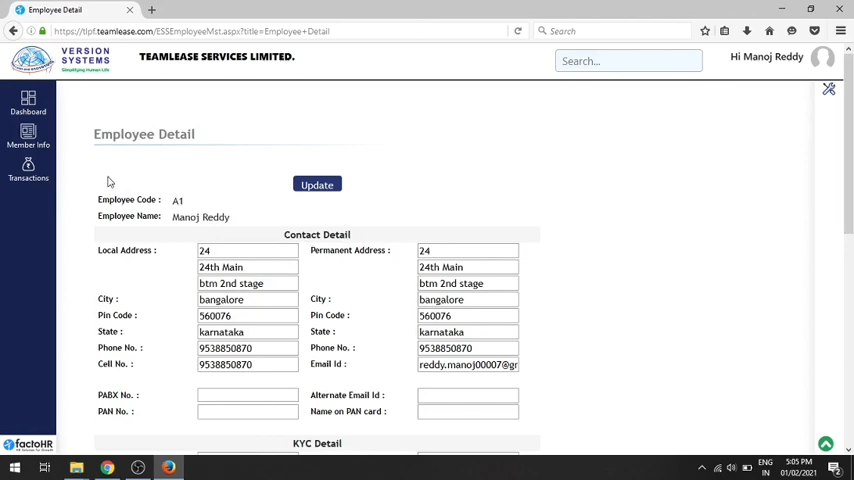 Employee Detail
https://tlpf.teamlease.com/ESSEmployeeMst.aspx?title=Employee+Detail
Search
VERSION
SYSTEMS
Simplifying Human Life
TEAMLEASE SERVICES LIMITED.
Search...
Hi Manoj Reddy
Dashboard
Member Info
Transactions
Employee Detail
Update
Employee Code : A1
Employee Name: Manoj Reddy
Contact Detail
Local Address : 24 Permanent Address : 24
24th Main 24th Main
btm 2nd stage btm 2nd stage
City : bangalore City : bangalore
Pin Code : 560076 Pin Code : 560076
State : karnataka State : karnataka
Phone No. : 9538850870 Phone No. : 9538850870
Cell No. : 9538850870 Email Id : reddy.manoj00007@gr
PABX No. : Alternate Email Id :
PAN No. : Name on PAN card :
KYC Detail
factoHR
ENG
IN
5:05 PM
01/02/2021
2